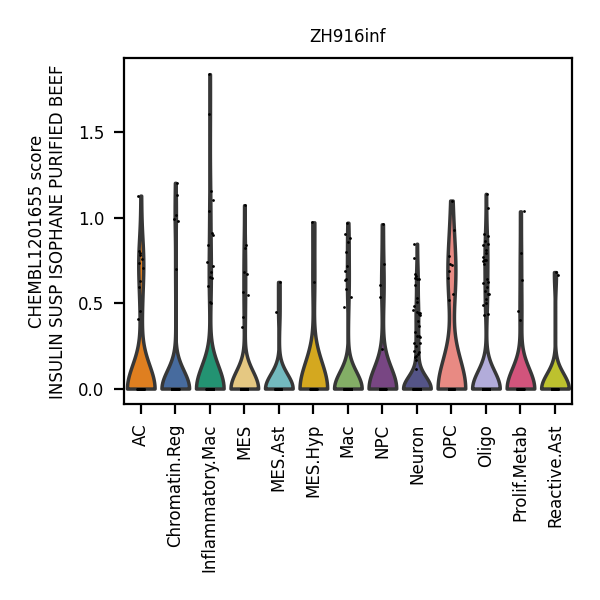 ZH916inf
CHEMBL1201655 score
INSULIN SUSP ISOPHANE PURIFIED BEEF
1.5
1.0
0.5
0.0
AC
Chromatin.Reg
Inflammatory.Mac
MES
MES.Ast
MES.Hyp
Mac
NPC
Neuron
OPC
Oligo
Prolif.Metab
Reactive.Ast